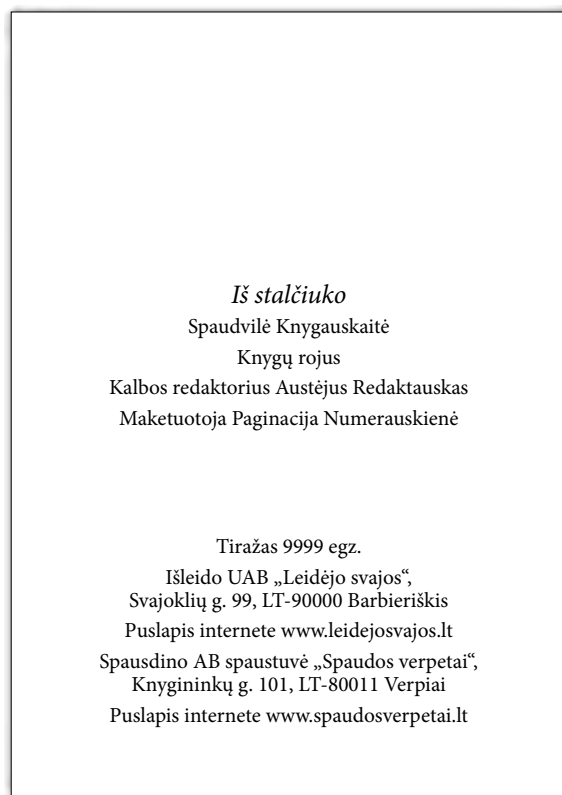 Iš stalčiuko
Spaudvilė Knygauskaitė
Knygų rojus
Kalbos redaktorius Austėjus Redaktauskas
Maketuotoja Paginacija Numerauskienė
Tiražas 9999 egz.
Išleido UAB „Leidėjo svajos“,
Svajoklių g. 99, LT-90000 Barbieriškis
Puslapis internete www.leidejosvajos.lt
Spausdino AB spaustuvė „Spaudos verpetai“,
Knygininkų g. 101, LT-80011 Verpiai
Puslapis internete www.spaudosverpetai.lt